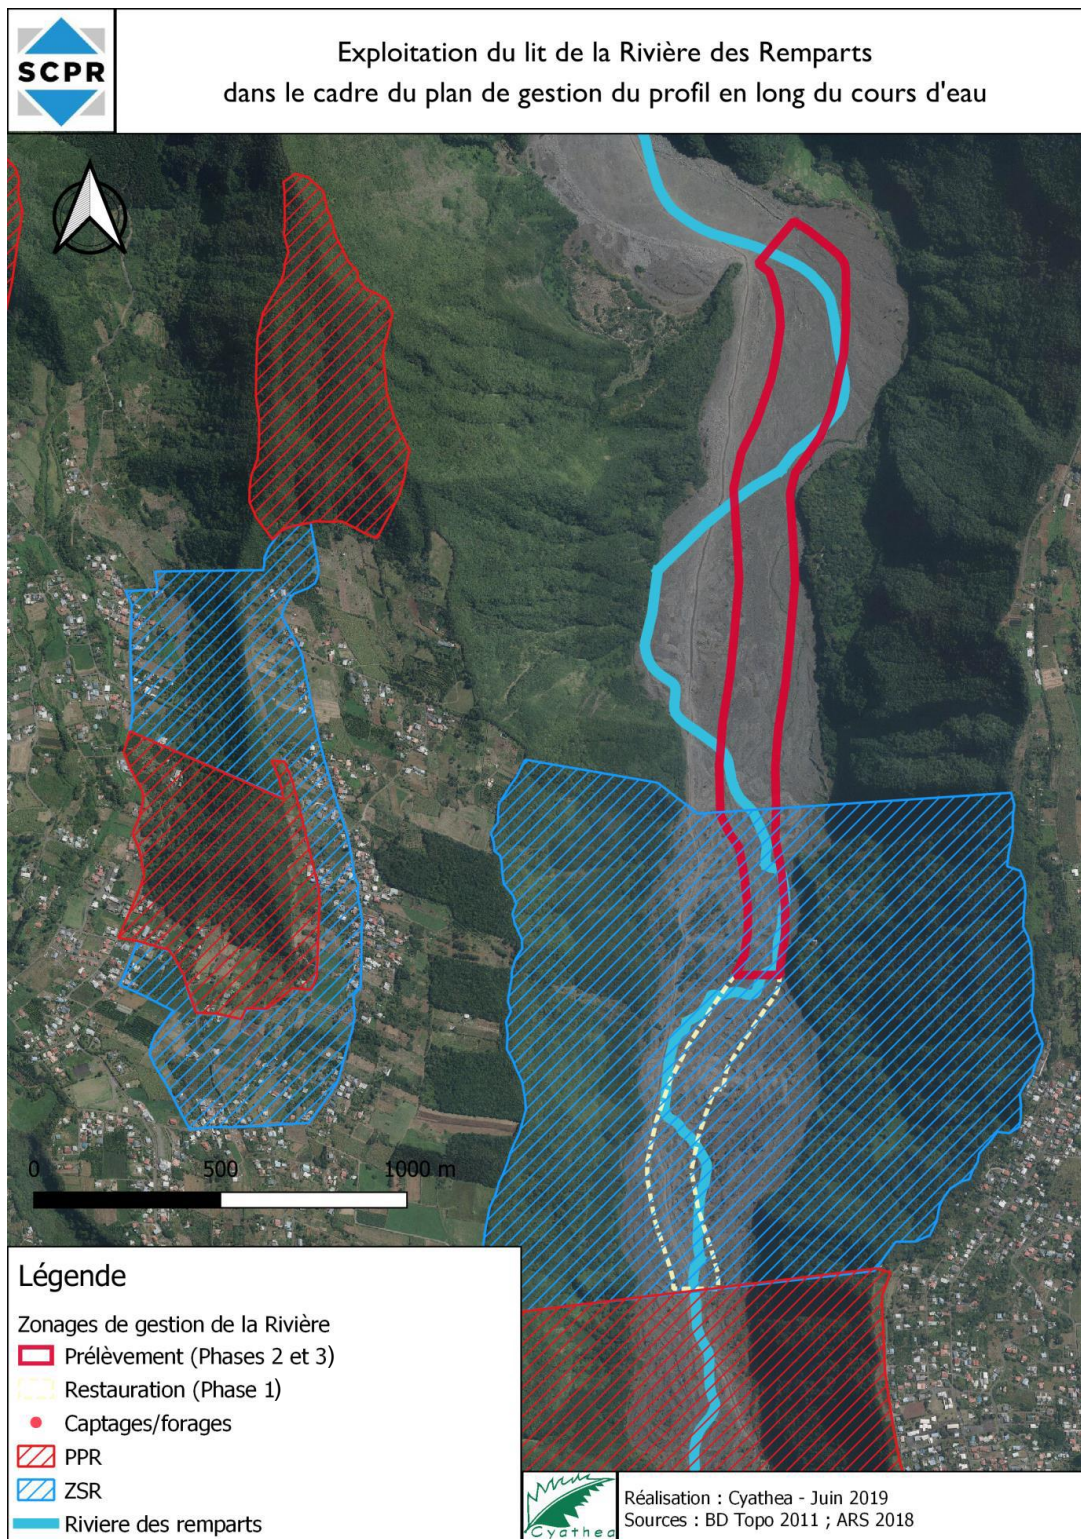 SCPR
Exploitation du lit de la Rivière des Remparts
dans le cadre du plan de gestion du profil en long du cours d'eau
0 500 1000 m
Légende
Zonages de gestion de la Rivière
Prélèvement (Phases 2 et 3)
Restauration (Phase 1)
Captages/forages
PPR
ZSR
Riviere des remparts
Cyathea
Réalisation : Cyathea - Juin 2019
Sources : BD Topo 2011 ; ARS 2018